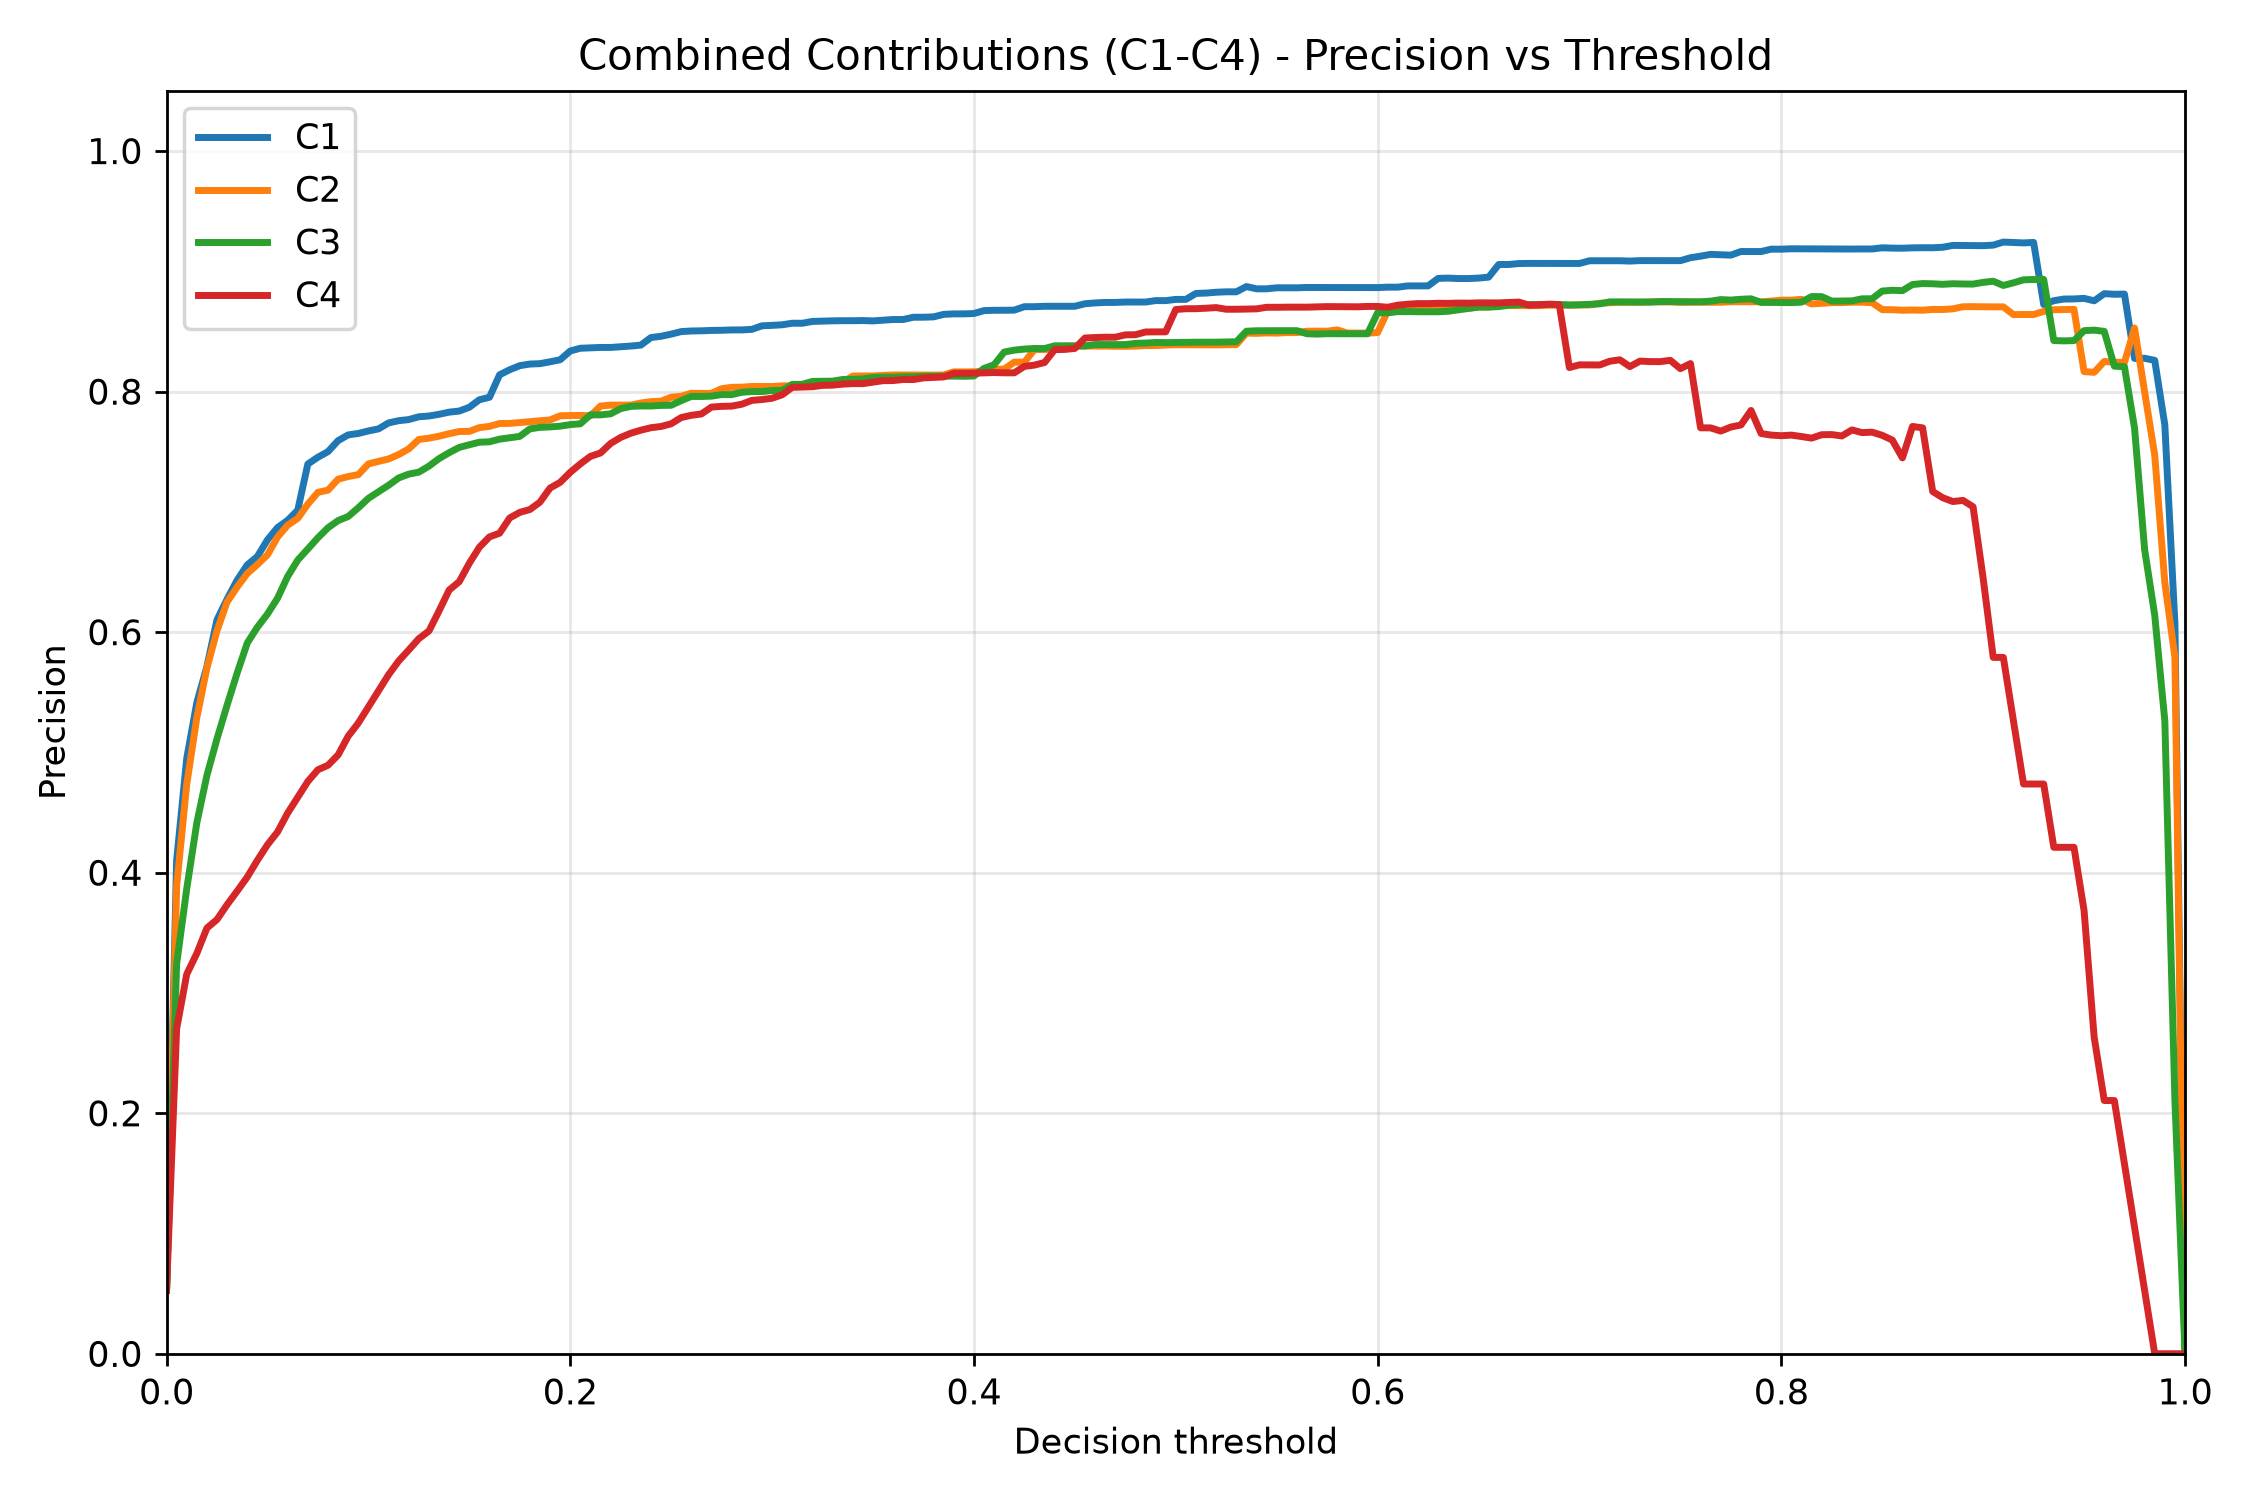 Combined Contributions (C1-C4) - Precision vs Threshold
C1
C2
C3
C4
1.0
0.8
0.6
0.4
0.2
0.0
Precision
0.0 0.2 0.4 0.6 0.8 1.0
Decision threshold